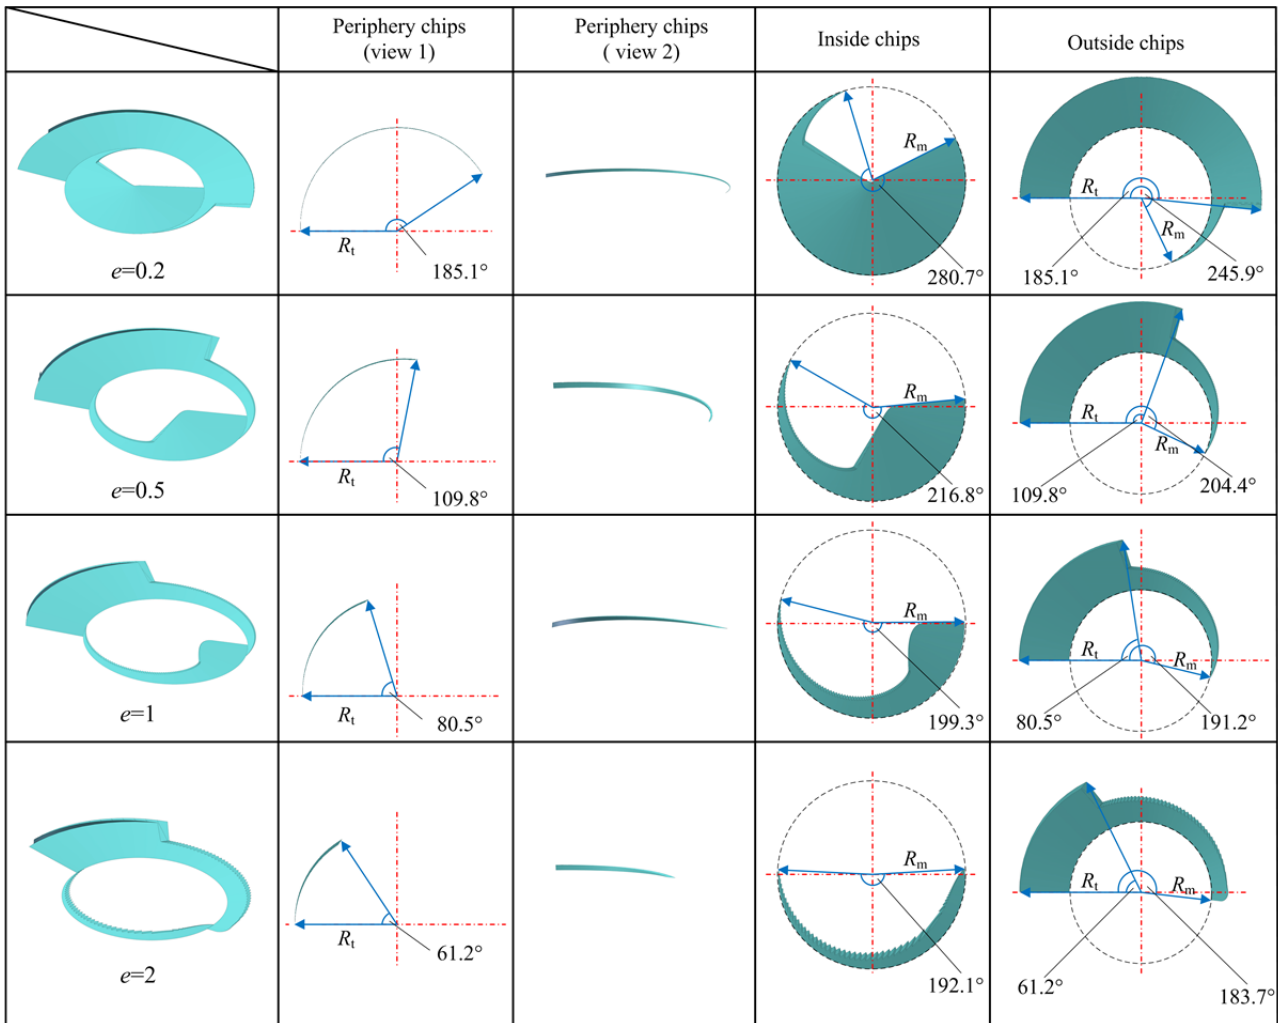 Periphery chips
(view 1)
Periphery chips
( view 2)
Inside chips
Outside chips
e=0.2
Rt
185.1°
Rm
280.7°
Rt
Rm
185.1°
245.9°
e=0.5
Rt
109.8°
Rm
216.8°
Rt
Rm
109.8°
204.4°
e=1
Rt
80.5°
Rm
199.3°
Rt
Rm
80.5°
191.2°
e=2
Rt
61.2°
Rm
192.1°
Rt
Rm
61.2°
183.7°